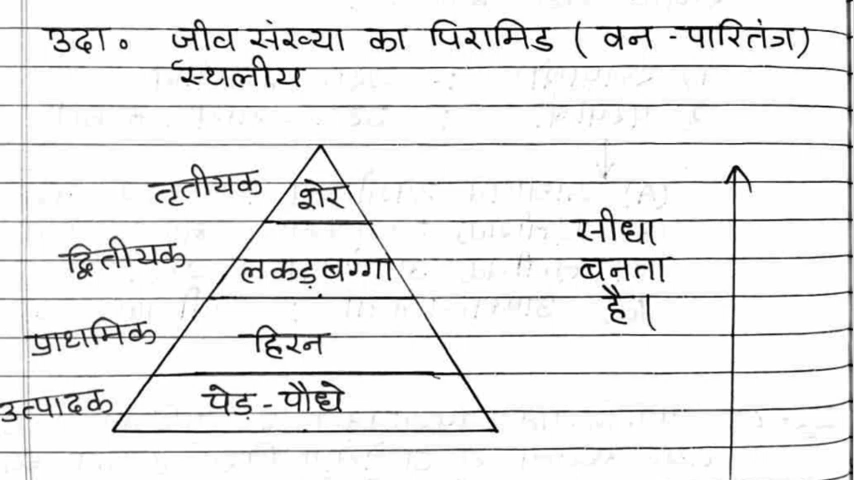 उदा० जीव संख्या का पिरामिड ( वन - पारितंत्र )
स्थलीय
तृतीयक शेर
द्वितीयक लकड़बग्गा
प्राथमिक हिरन
उत्पादक पेड़ - पौधे
सीधा
बनता
है।